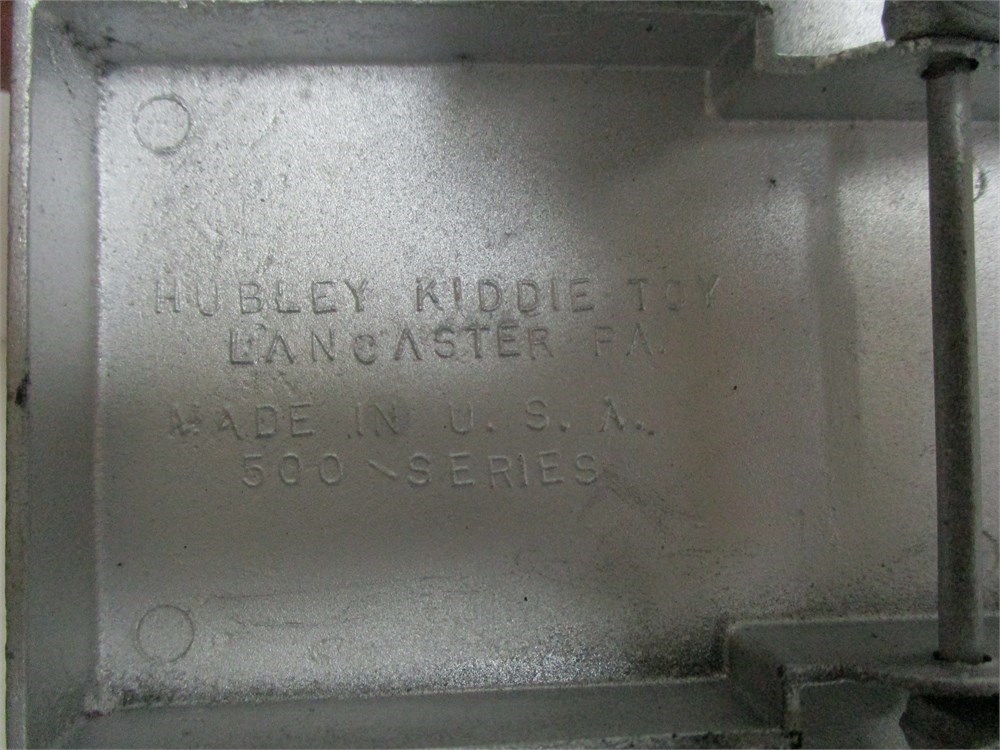 HUBLEY KIDDIE TOY
LANCASTER PA.
MADE IN U. S. A.
500 SERIES